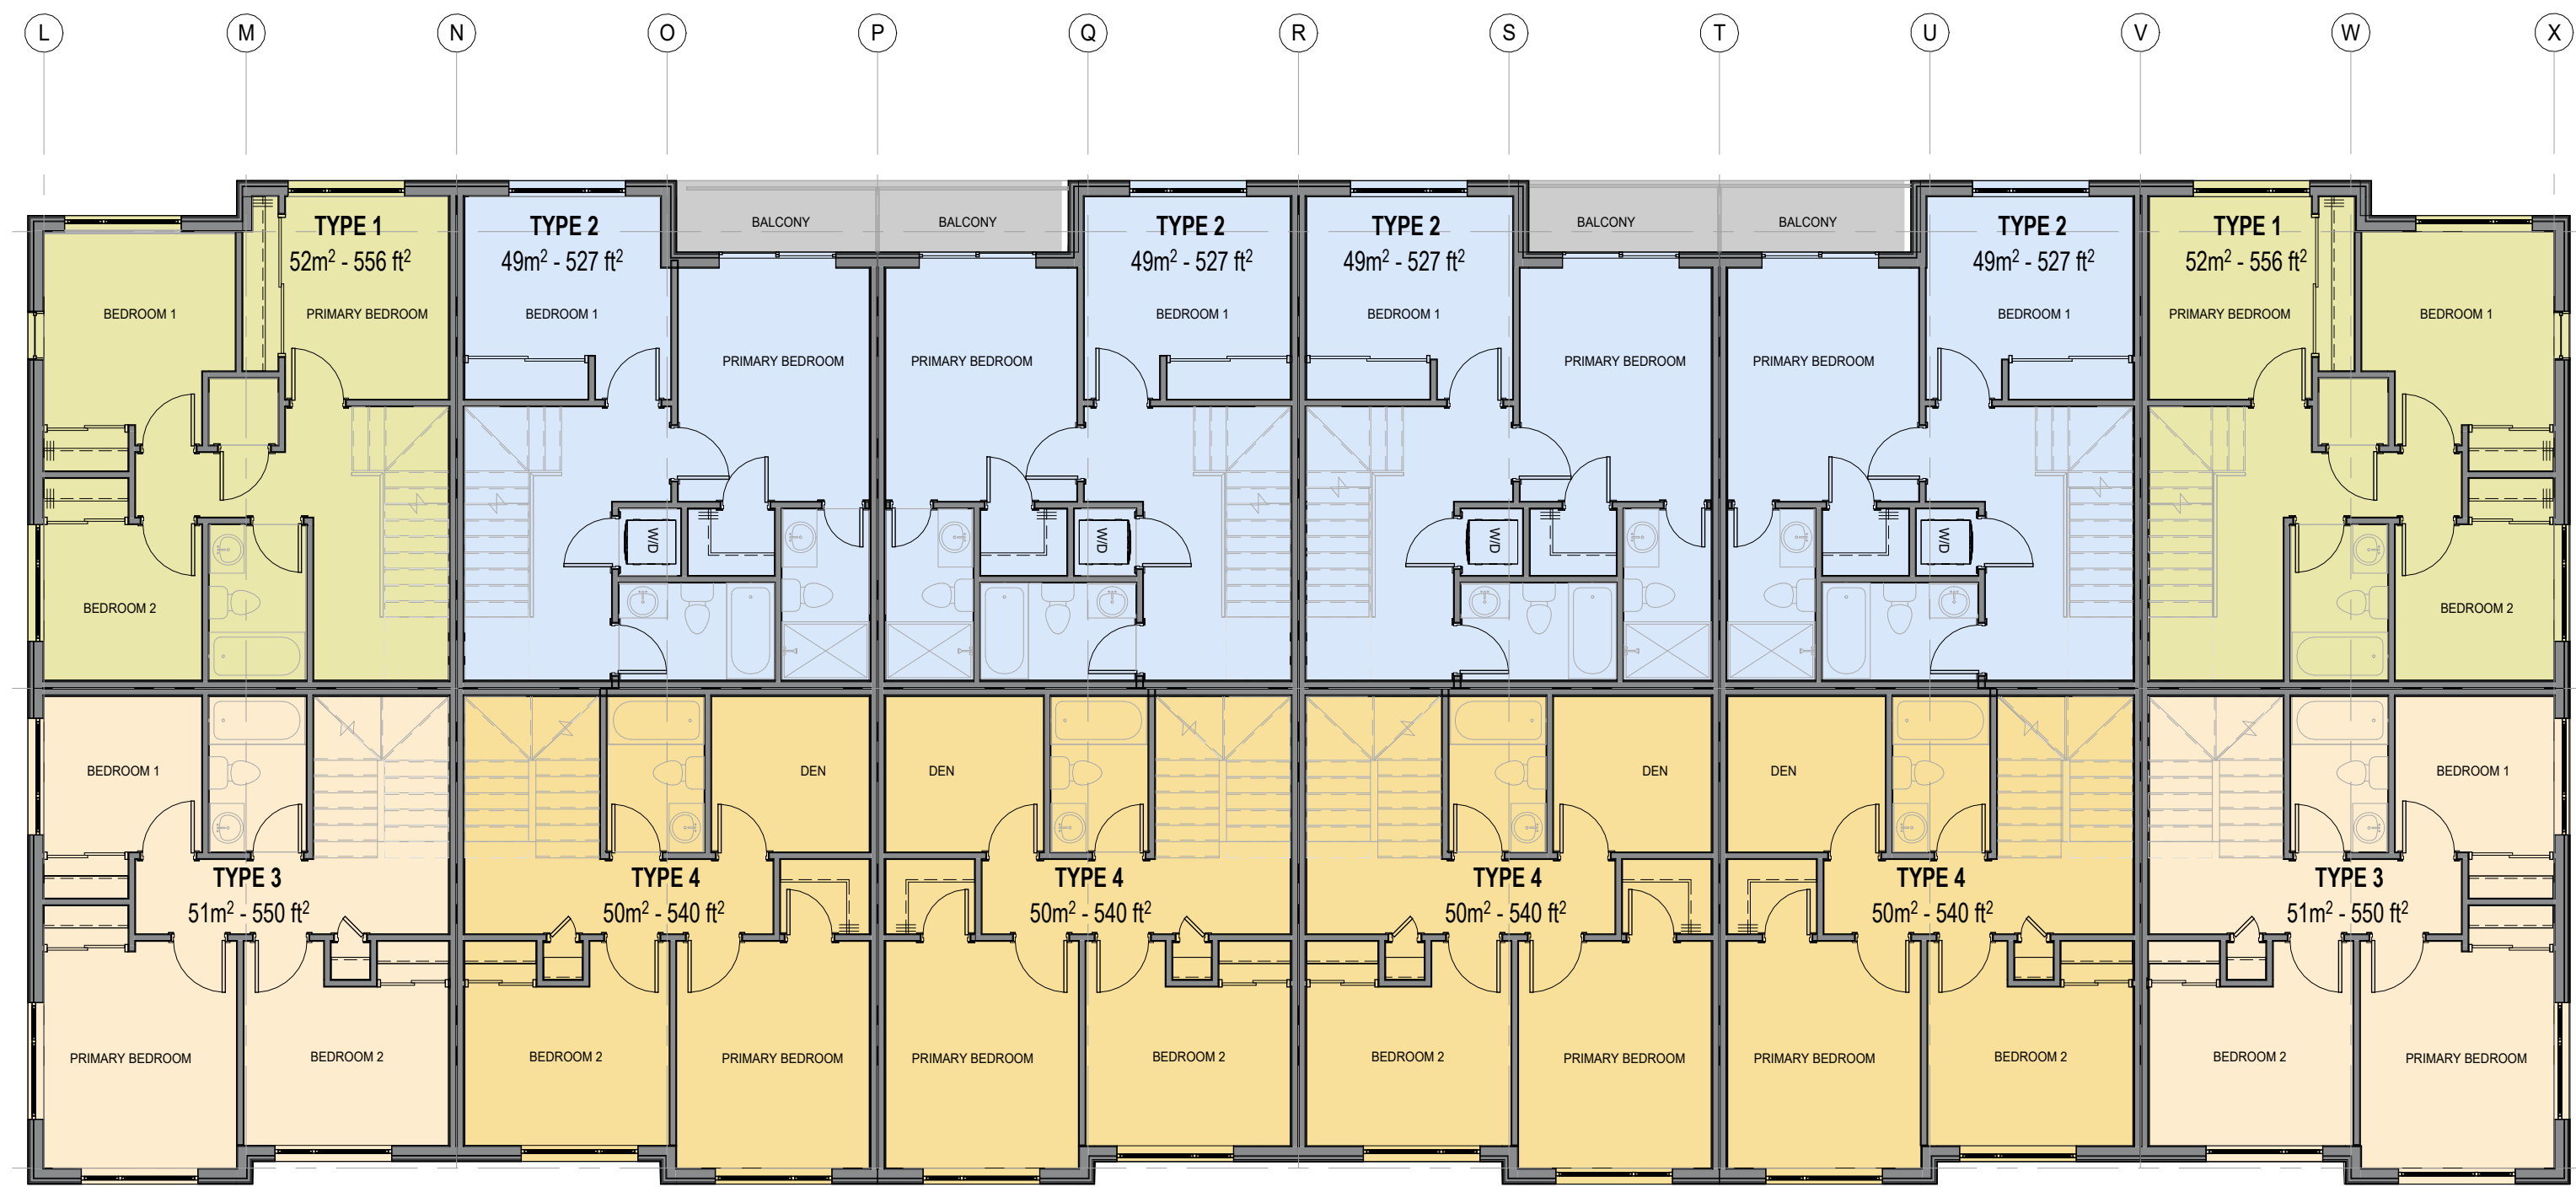 L M N O P Q R S T U V W X
TYPE 1 TYPE 2 BALCONY BALCONY TYPE 2 TYPE 2 BALCONY BALCONY TYPE 2 TYPE 1
52m² - 556 ft² 49m² - 527 ft² 49m² - 527 ft² 49m² - 527 ft² 49m² - 527 ft² 52m² - 556 ft²
BEDROOM 1 PRIMARY BEDROOM BEDROOM 1 BEDROOM 1 BEDROOM 1 BEDROOM 1 PRIMARY BEDROOM BEDROOM 1
PRIMARY BEDROOM PRIMARY BEDROOM PRIMARY BEDROOM PRIMARY BEDROOM
W/D W/D W/D W/D
BEDROOM 2 BEDROOM 2
BEDROOM 1 DEN DEN DEN DEN BEDROOM 1
TYPE 3 TYPE 4 TYPE 4 TYPE 4 TYPE 4 TYPE 3
51m² - 550 ft² 50m² - 540 ft² 50m² - 540 ft² 50m² - 540 ft² 50m² - 540 ft² 51m² - 550 ft²
PRIMARY BEDROOM BEDROOM 2 BEDROOM 2 PRIMARY BEDROOM PRIMARY BEDROOM BEDROOM 2 BEDROOM 2 PRIMARY BEDROOM PRIMARY BEDROOM BEDROOM 2 BEDROOM 2 PRIMARY BEDROOM